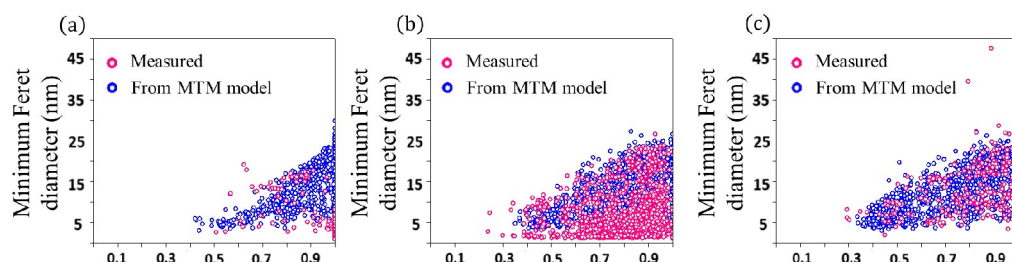 (a)
45
35
25
15
5
Minimum Feret
diameter (nm)
Measured
From MTM model
0.1 0.3 0.5 0.7 0.9
(b)
45
35
25
15
5
Minimum Feret
diameter (nm)
Measured
From MTM model
0.1 0.3 0.5 0.7 0.9
(c)
45
35
25
15
5
Minimum Feret
diameter (nm)
Measured
From MTM model
0.1 0.3 0.5 0.7 0.9